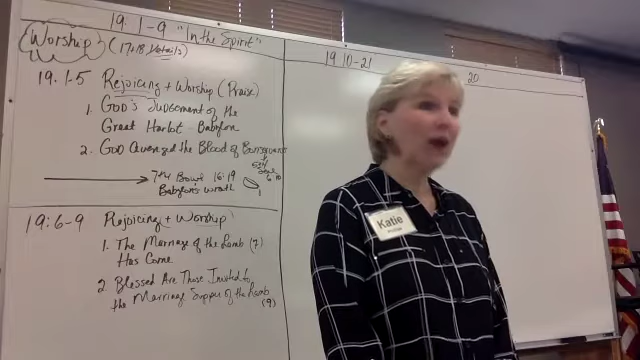 19: 1-9 "In the Spirit"
Worship (17+18, Details)
19:10-21
20
19:1-5 Rejoicing + Worship (Praise)
1. God's Judgement of the
Great Harlot Babylon
2. God Avenged the Blood of
7th Bowl 16:19
Babylon's wrath
19:6-9 Rejoicing + Worship
1. The Marriage of the Lamb (7)
Has Come
2. Blessed Are Those Invited to
the Marriage Supper of the Lamb
(9)
Katie